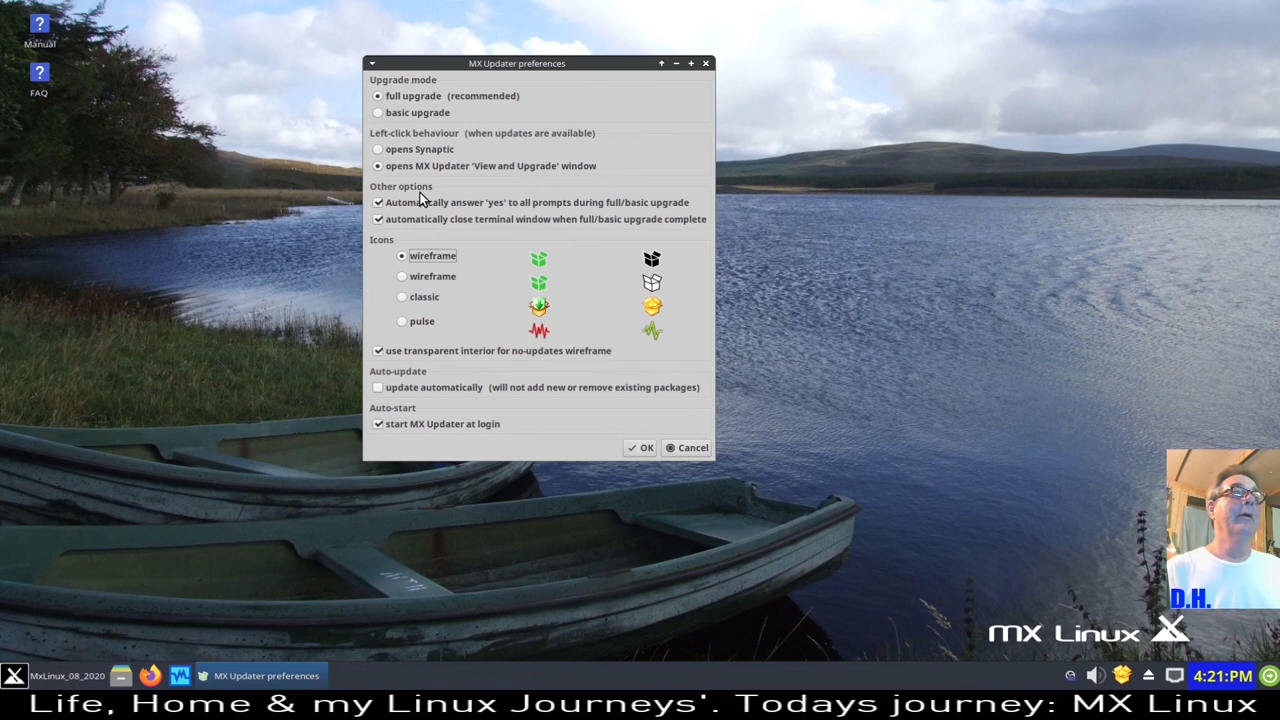 Manual
FAQ
MX Updater preferences
Upgrade mode
full upgrade (recommended)
basic upgrade
Left-click behaviour (when updates are available)
opens Synaptic
opens MX Updater 'View and Upgrade' window
Other options
Automatically answer 'yes' to all prompts during full/basic upgrade
automatically close terminal window when full/basic upgrade complete
Icons
wireframe
wireframe
classic
pulse
use transparent interior for no-updates wireframe
Auto-update
update automatically (will not add new or remove existing packages)
Auto-start
start MX Updater at login
OK Cancel
D.H.
MX Linux
MxLinux_08_2020 MX Updater preferences 4:21:PM
Life, Home & my Linux Journeys'. Todays journey: MX Linux